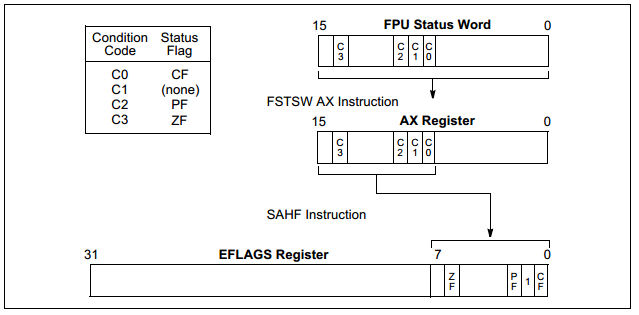 Condition Code Status Flag
C0 CF
C1 (none)
C2 PF
C3 ZF
FPU Status Word
15 0
C3 C2 C1 C0
FSTSW AX Instruction
AX Register
15 0
C3 C2 C1 C0
SAHF Instruction
EFLAGS Register
31 7 0
ZF PF 1 CF